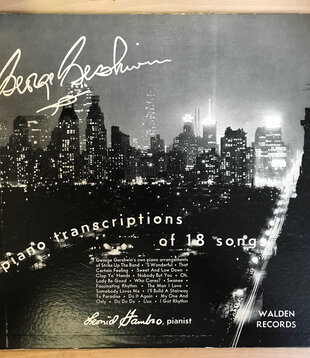 George Gershwin
piano transcriptions
of 18 songs
George Gershwin's own piano arrangements
of Strike Up The Band • 'S Wonderful • That
Certain Feeling • Sweet And Low Down •
Clap Yo' Hands • Nobody But You • Oh,
Lady Be Good • Who Cares? • Swanee •
Fascinating Rhythm • The Man I Love •
Somebody Loves Me • I'll Build A Stairway
To Paradise • Do It Again • My One And
Only • Do Do Do • Liza • I Got Rhythm
Leonid Hambro, pianist
WALDEN
RECORDS